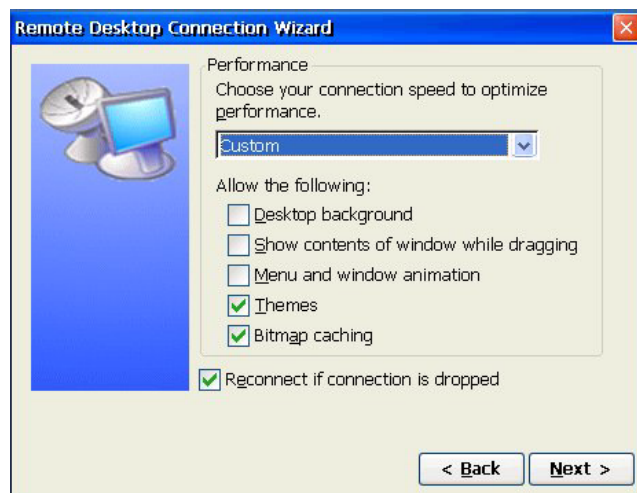 Remote Desktop Connection Wizard
Performance
Choose your connection speed to optimize
performance.
Custom
Allow the following:
Desktop background
Show contents of window while dragging
Menu and window animation
Themes
Bitmap caching
Reconnect if connection is dropped
< Back Next >